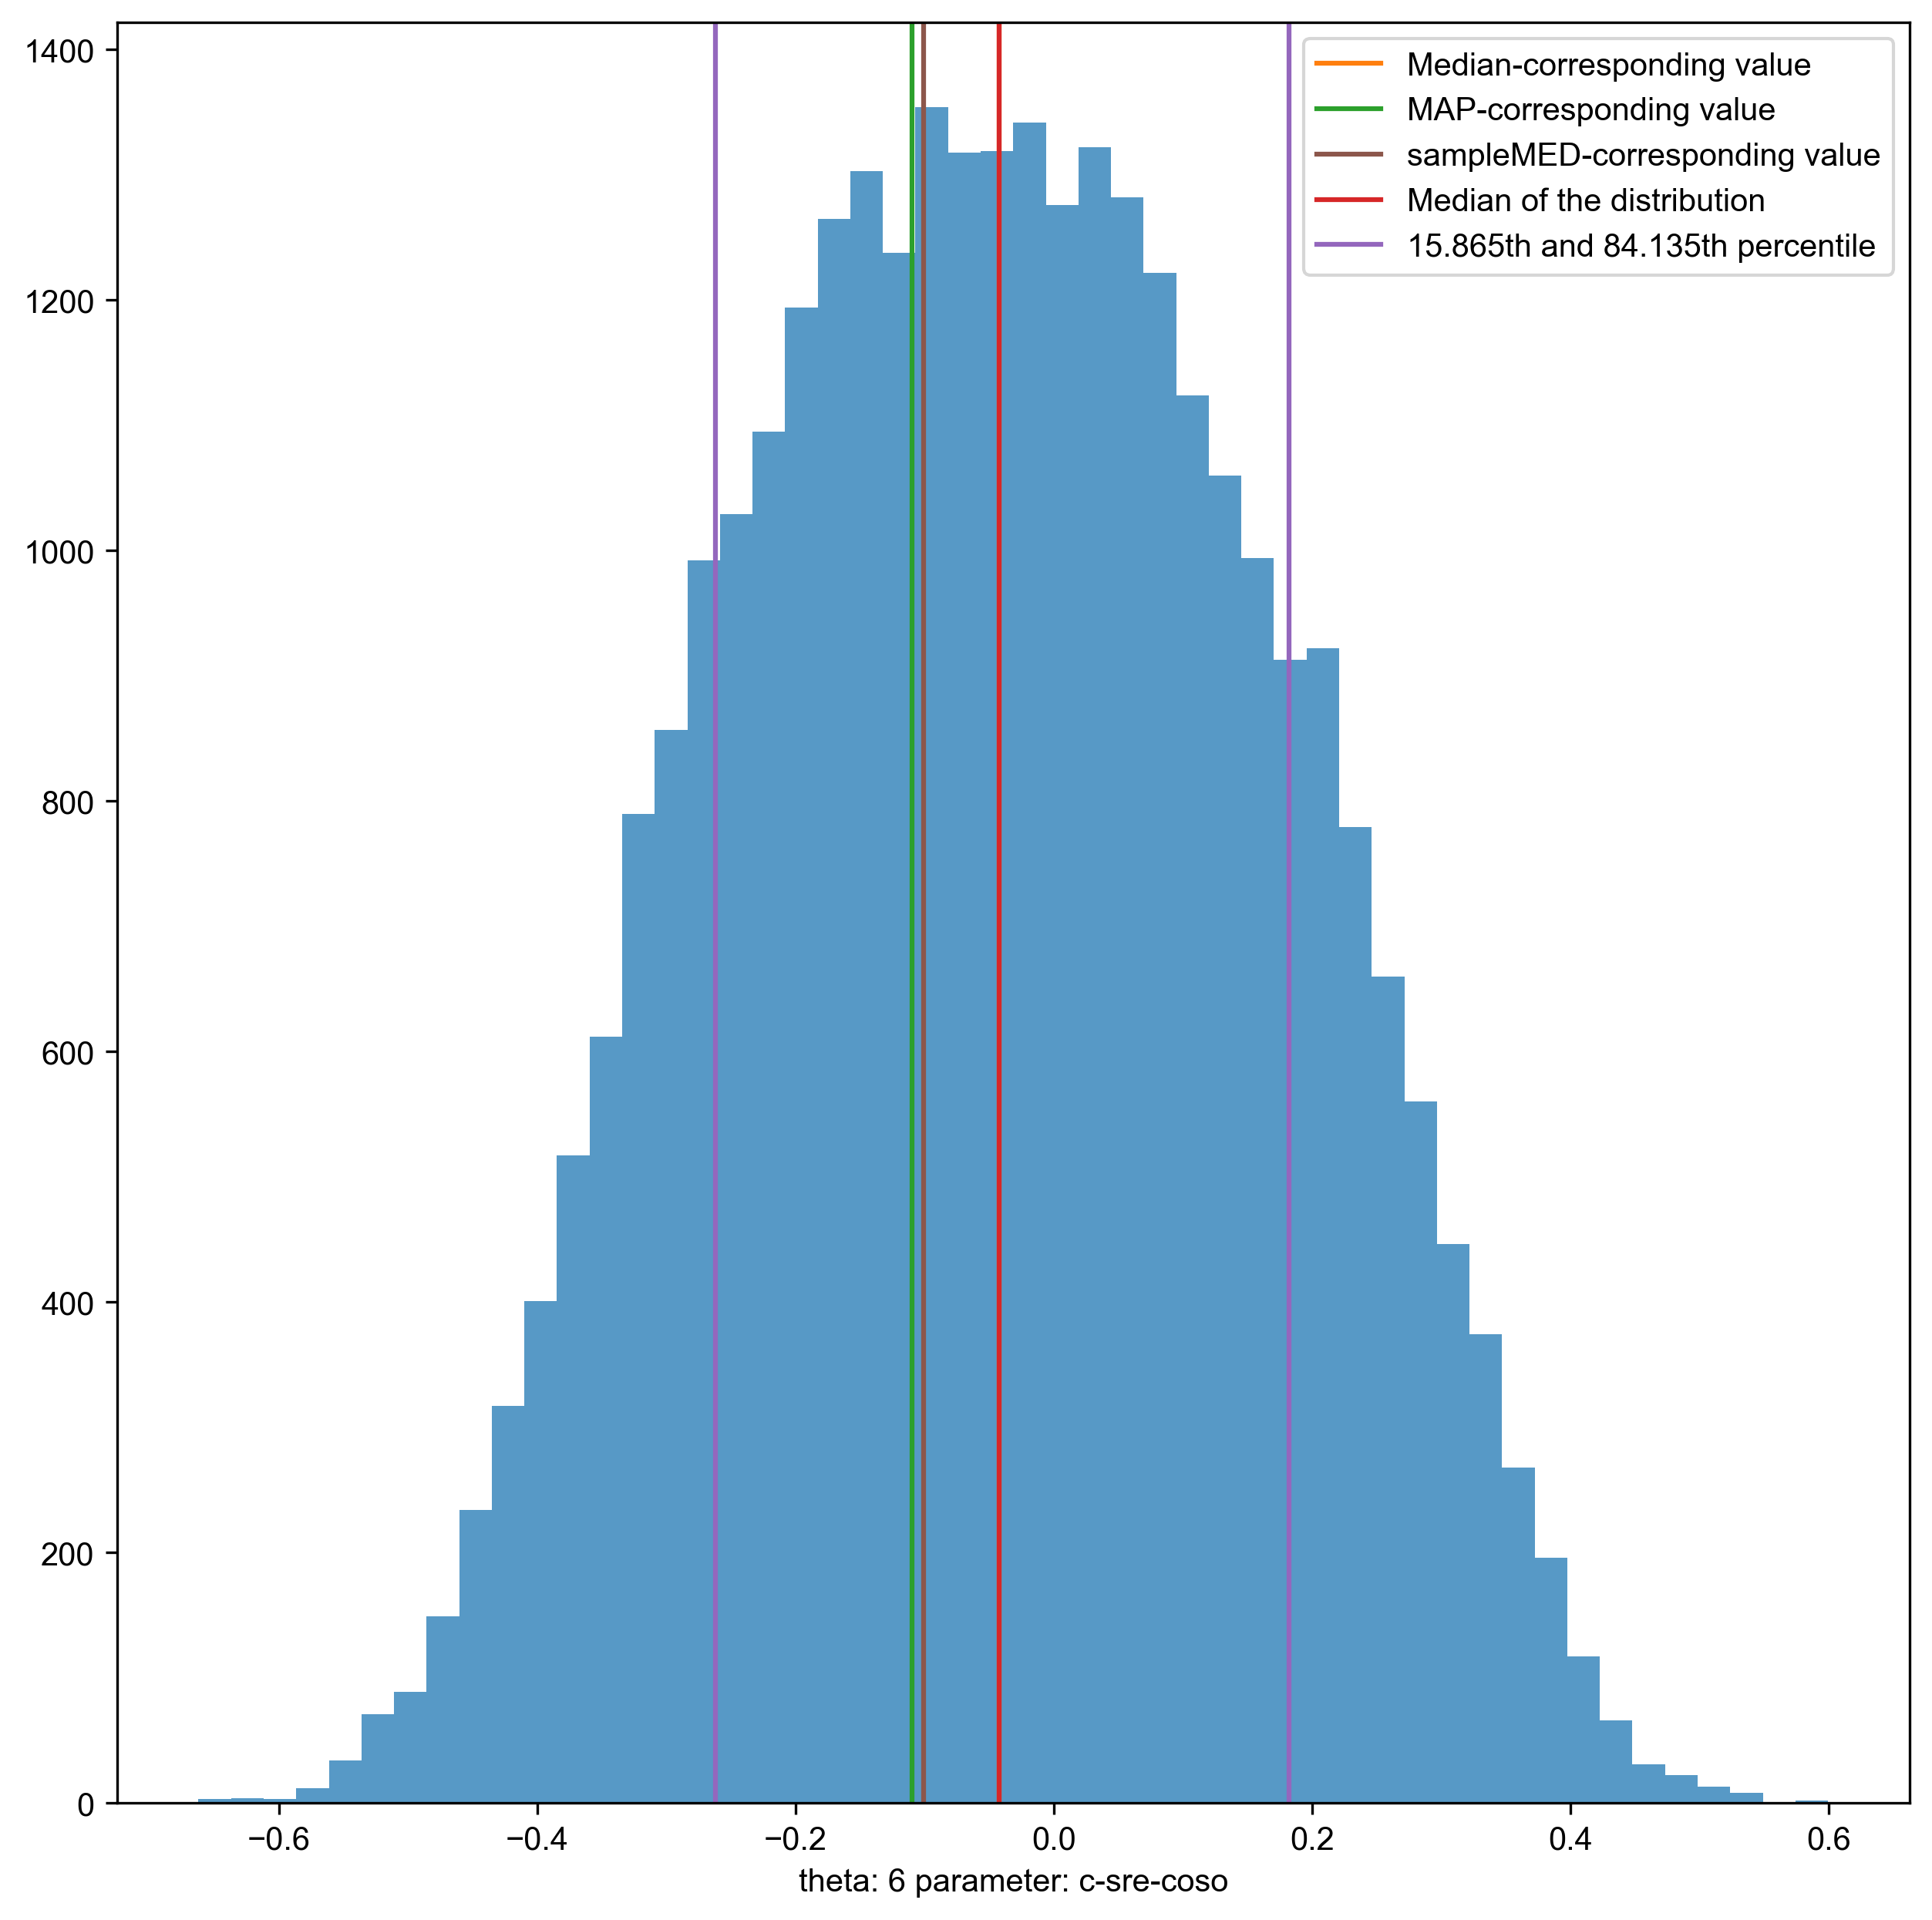 1400
1200
1000
800
600
400
200
0
Median-corresponding value
MAP-corresponding value
sampleMED-corresponding value
Median of the distribution
15.865th and 84.135th percentile
−0.6 −0.4 −0.2 0.0 0.2 0.4 0.6
theta: 6 parameter: c-sre-coso